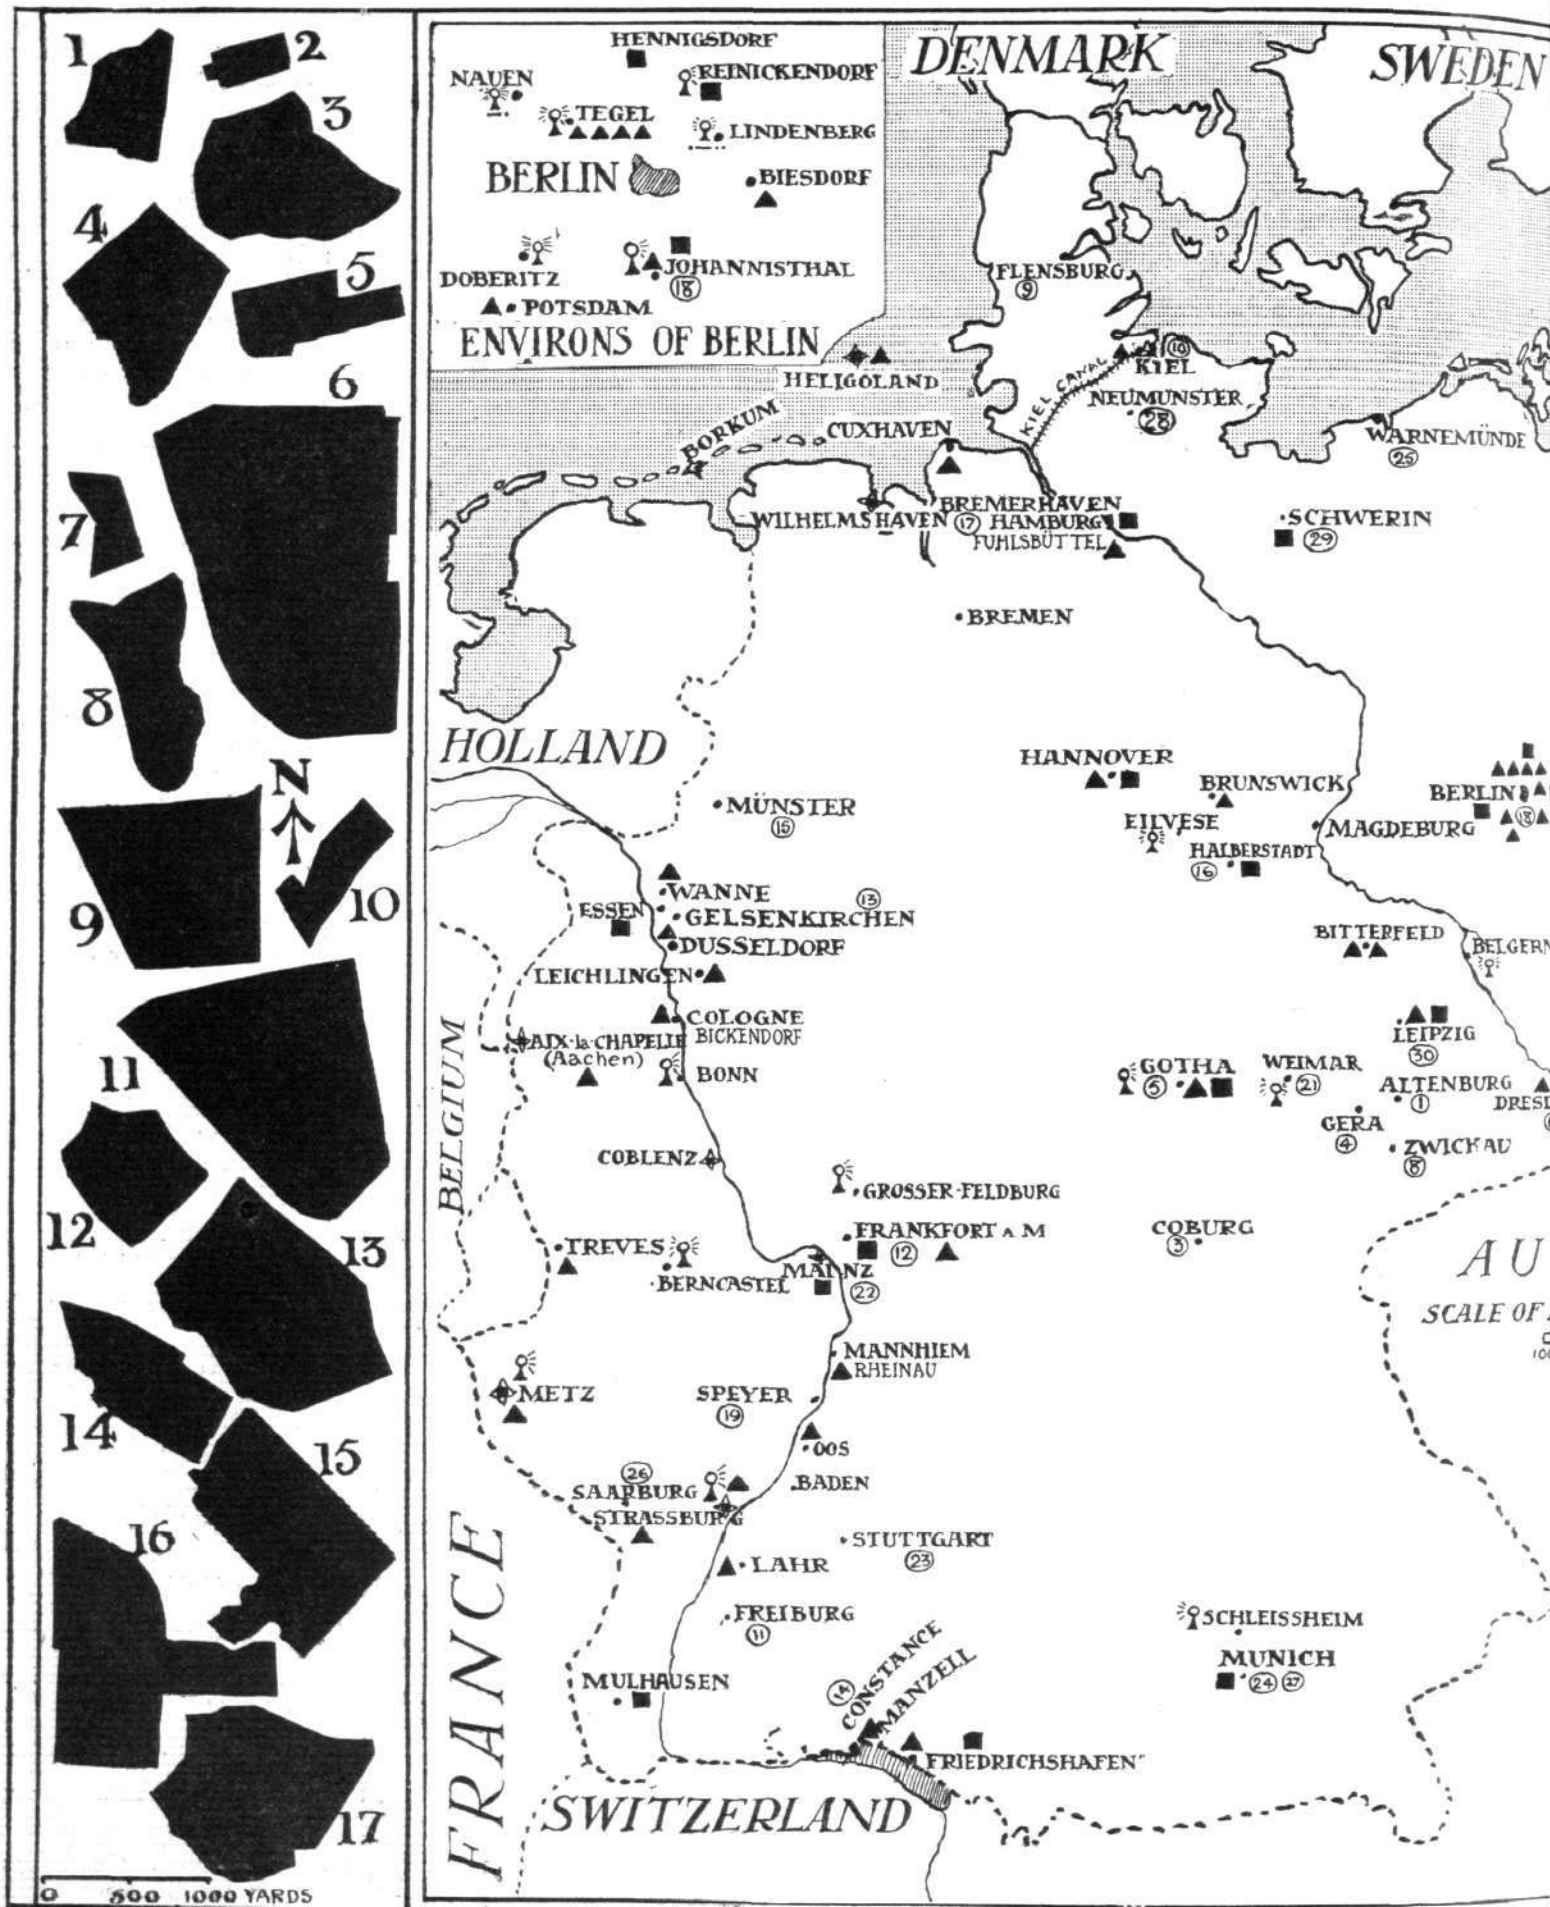 1
2
3
4
5
6
7
8
N
9
10
11
12
13
14
15
16
17
0 500 1000 YARDS
HENNIGSDORF
NAUEN
REINICKENDORF
TEGEL
LINDENBERG
BERLIN
BIESDORF
DOBERITZ
JOHANNISTHAL
18
POTSDAM
ENVIRONS OF BERLIN
DENMARK
SWEDEN
FLENSBURG
9
HELIGOLAND
KIEL CANAL
10
KIEL
NEUMUNSTER
28
BORKUM
CUXHAVEN
WARNEMÜNDE
25
WILHELMSHAVEN
BREMERHAVEN
17
HAMBURG
FUHLSBÜTTEL
SCHWERIN
29
BREMEN
HOLLAND
HANNOVER
BRUNSWICK
BERLIN
18
MÜNSTER
15
EILVESE
MAGDEBURG
HALBERSTADT
16
WANNE
13
ESSEN
GELSENKIRCHEN
DUSSELDORF
BITTERFELD
BELGERN
LEICHLINGEN
COLOGNE
BICKENDORF
LEIPZIG
30
AIX-la-CHAPELLE
(Aachen)
BONN
GOTHA
5
WEIMAR
21
ALTENBURG
1
DRESD
BELGIUM
GERA
4
ZWICKAU
8
COBLENZ
GROSSER-FELDBURG
FRANKFORT A M
12
COBURG
3
TREVES
BERNCASTEL
MAINZ
22
AU
SCALE OF
100
MANNHIEM
RHEINAU
METZ
SPEYER
19
OOS
26
SAARBURG
BADEN
STRASSBURG
STUTTGART
23
LAHR
FRANCE
FREIBURG
11
SCHLEISSHEIM
MUNICH
24 27
MULHAUSEN
14
CONSTANCE
MANZELL
FRIEDRICHSHAFEN
SWITZERLAND